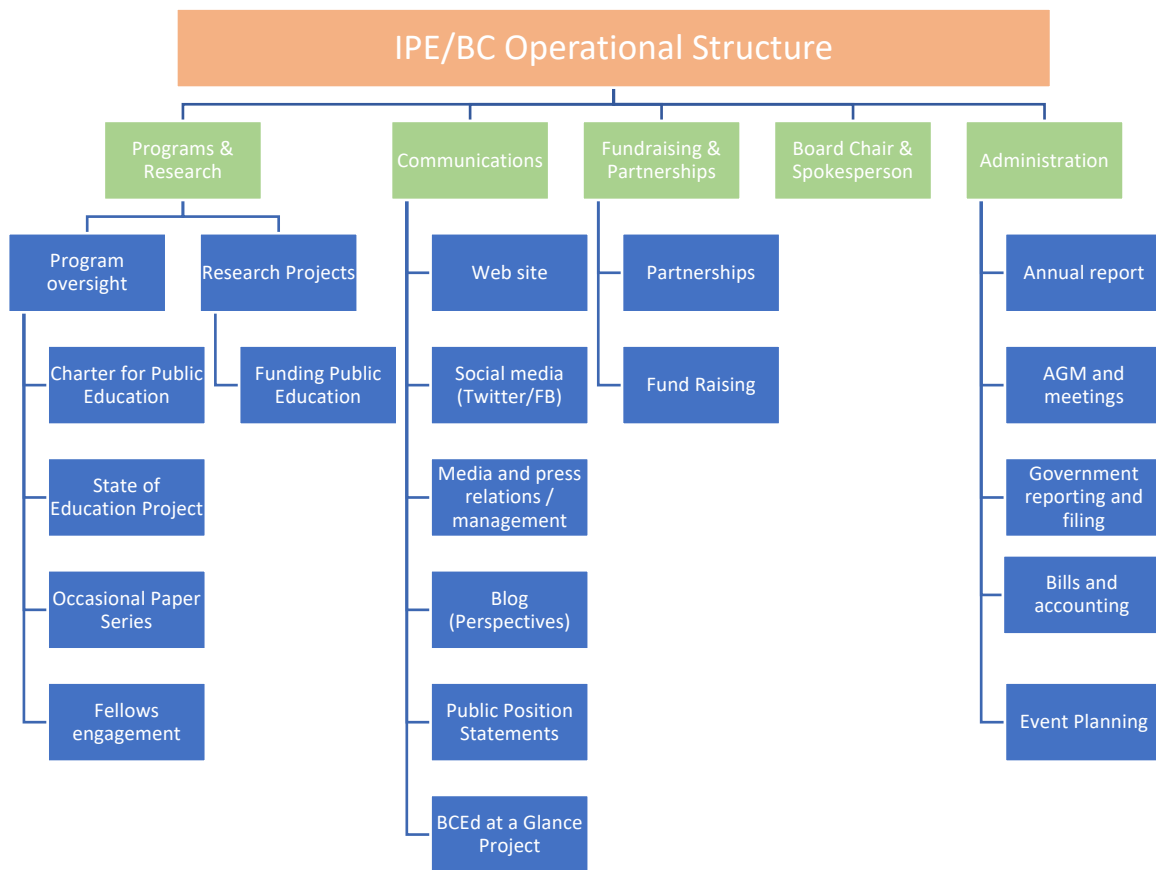 IPE/BC Operational Structure
Programs &
Research
Communications
Fundraising &
Partnerships
Board Chair &
Spokesperson
Administration
Program
oversight
Research Projects
Web site
Partnerships
Annual report
Charter for Public
Education
Funding Public
Education
Social media
(Twitter/FB)
Fund Raising
AGM and
meetings
State of
Education Project
Media and press
relations /
management
Government
reporting and
filing
Occasional Paper
Series
Blog
(Perspectives)
Bills and
accounting
Fellows
engagement
Public Position
Statements
Event Planning
BCEd at a Glance
Project